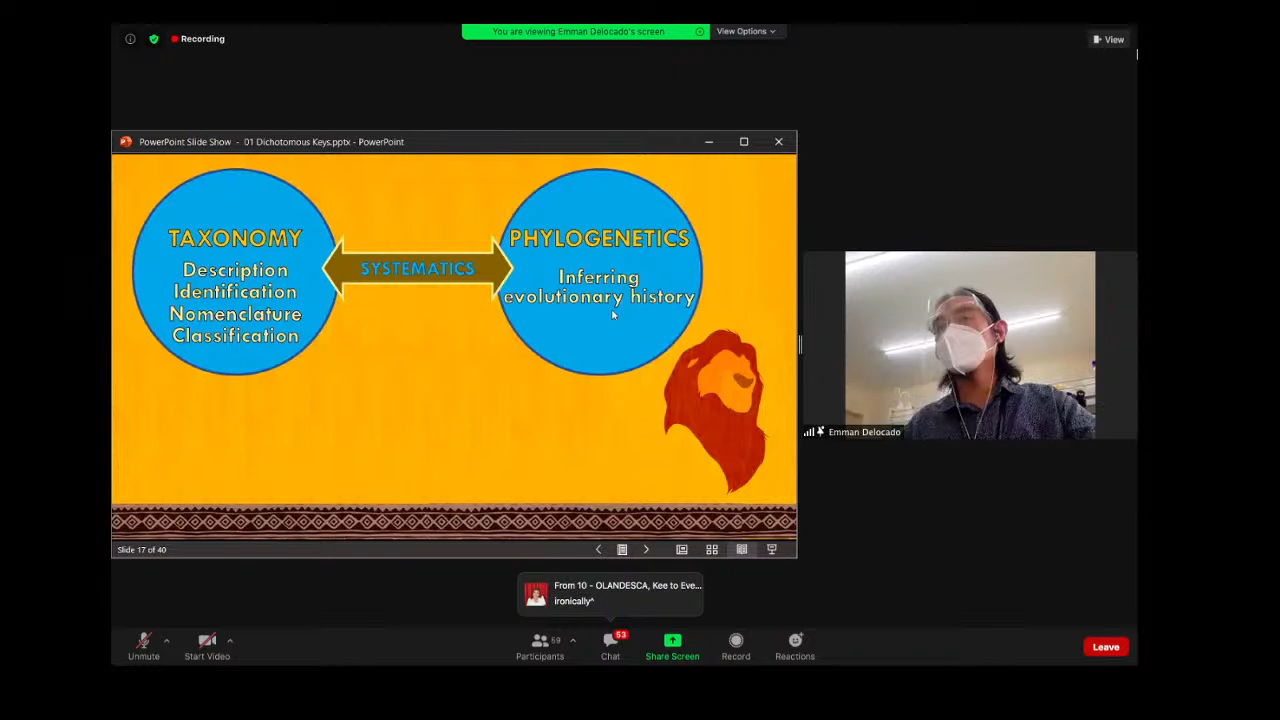 Recording
You are viewing Emman Delocado's screen
View Options
View
PowerPoint Slide Show - 01 Dichotomous Keys.pptx - PowerPoint
TAXONOMY
Description
Identification
Nomenclature
Classification
SYSTEMATICS
PHYLOGENETICS
Inferring
evolutionary history
Emman Delocado
Slide 17 of 40
From 10 - OLANDESCA, Kee to Eve...
ironically^
Unmute
Start Video
59
Participants
53
Chat
Share Screen
Record
Reactions
Leave